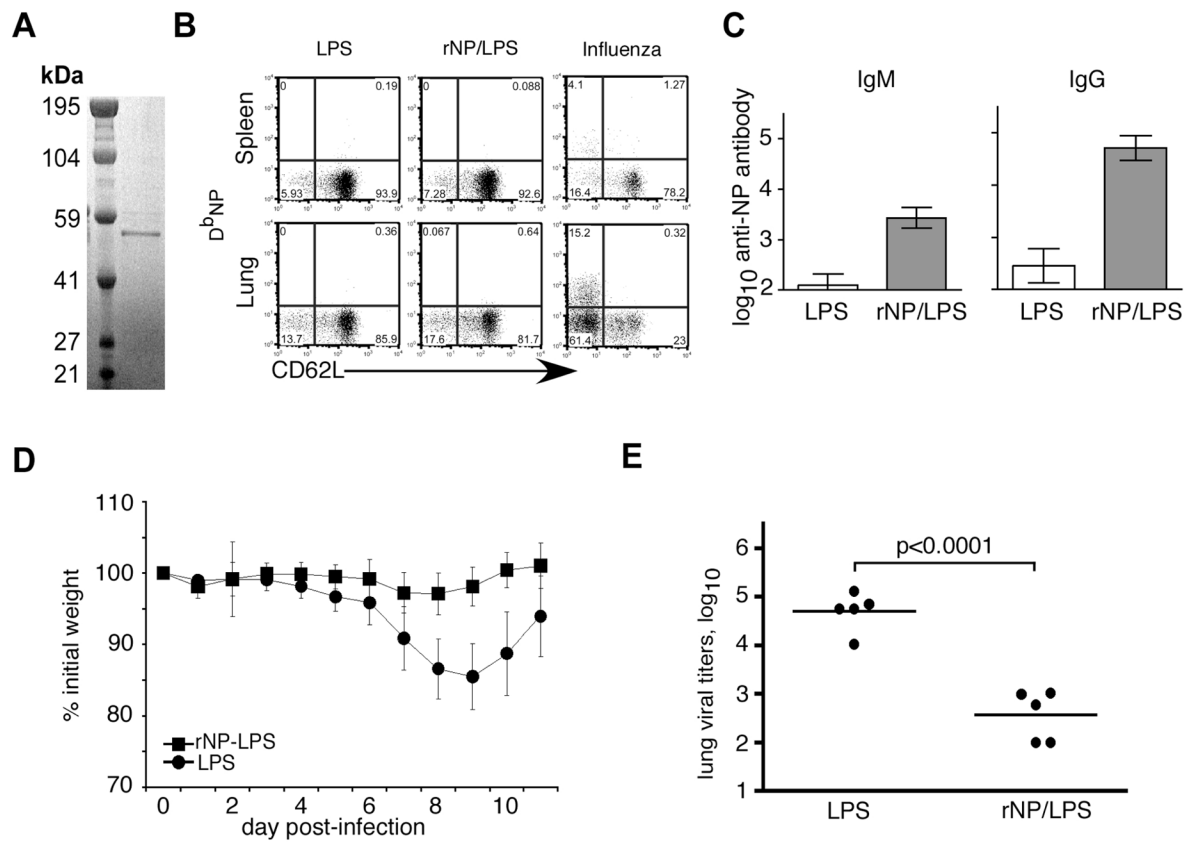 A
kDa
195
104
59
41
27
21
B
LPS rNP/LPS Influenza
Spleen
0 0.19
5.93 93.9
0 0.088
7.28 92.6
4.1 1.27
16.4 78.2
Lung
0 0.36
13.7 85.9
0.067 0.64
17.6 81.7
15.2 0.32
61.4 23
DbNP
CD62L
C
IgM IgG
log10 anti-NP antibody
5
4
3
2
LPS rNP/LPS LPS rNP/LPS
D
% initial weight
110
100
90
80
70
rNP-LPS
LPS
0 2 4 6 8 10
day post-infection
E
lung viral titers, log10
6
5
4
3
2
1
p<0.0001
LPS rNP/LPS